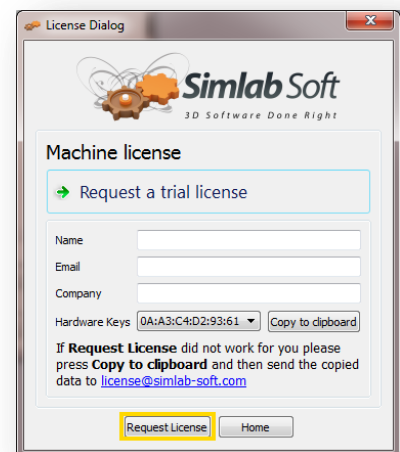 License Dialog
Simlab Soft
3D Software Done Right
Machine license
Request a trial license
Name
Email
Company
Hardware Keys 0A:A3:C4:D2:93:61 Copy to clipboard
If Request License did not work for you please
press Copy to clipboard and then send the copied
data to license@simlab-soft.com
Request License Home